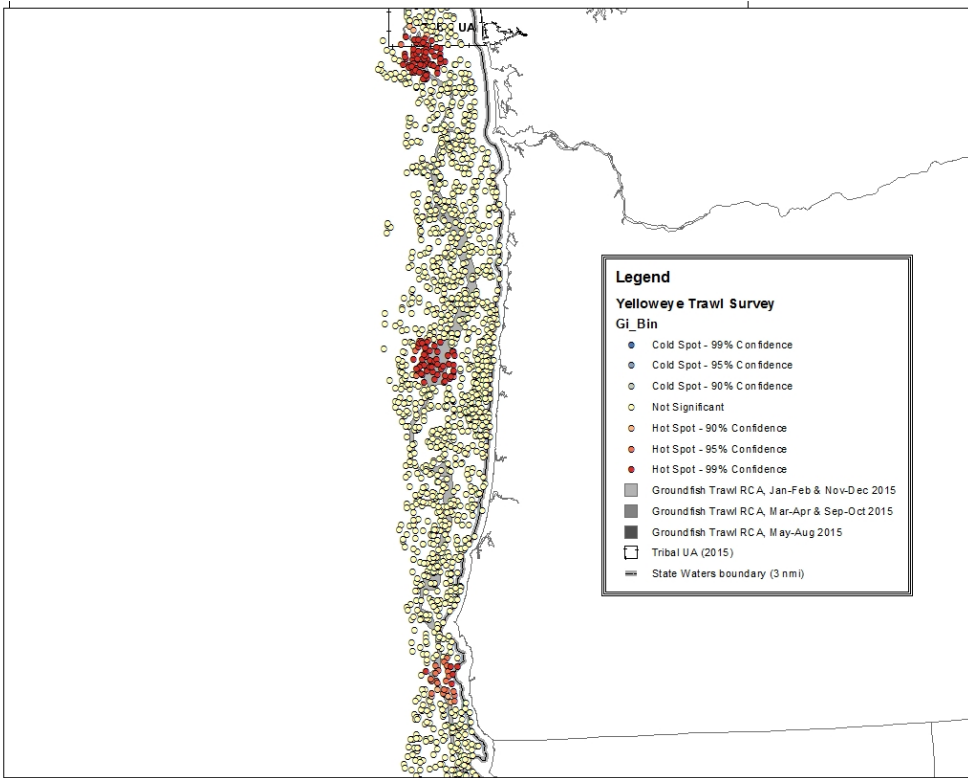 UA
Legend
Yelloweye Trawl Survey
Gi_Bin
Cold Spot - 99% Confidence
Cold Spot - 95% Confidence
Cold Spot - 90% Confidence
Not Significant
Hot Spot - 90% Confidence
Hot Spot - 95% Confidence
Hot Spot - 99% Confidence
Groundfish Trawl RCA, Jan-Feb & Nov-Dec 2015
Groundfish Trawl RCA, Mar-Apr & Sep-Oct 2015
Groundfish Trawl RCA, May-Aug 2015
Tribal UA (2015)
State Waters boundary (3 nmi)